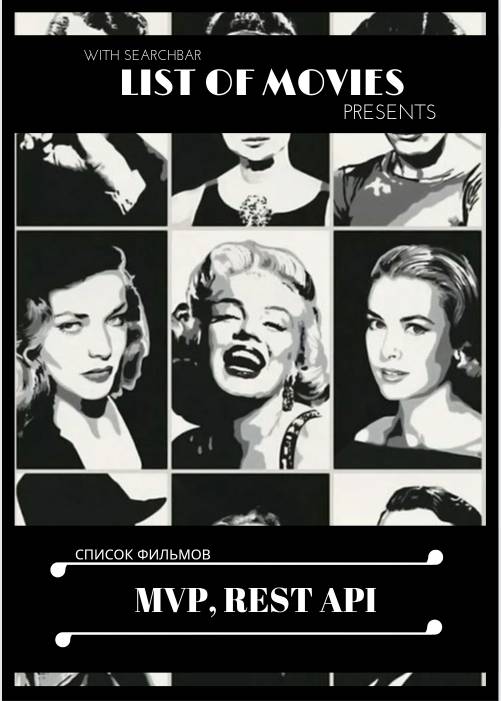 WITH SEARCHBAR
LIST OF MOVIES
PRESENTS
СПИСОК ФИЛЬМОВ
MVP, REST API